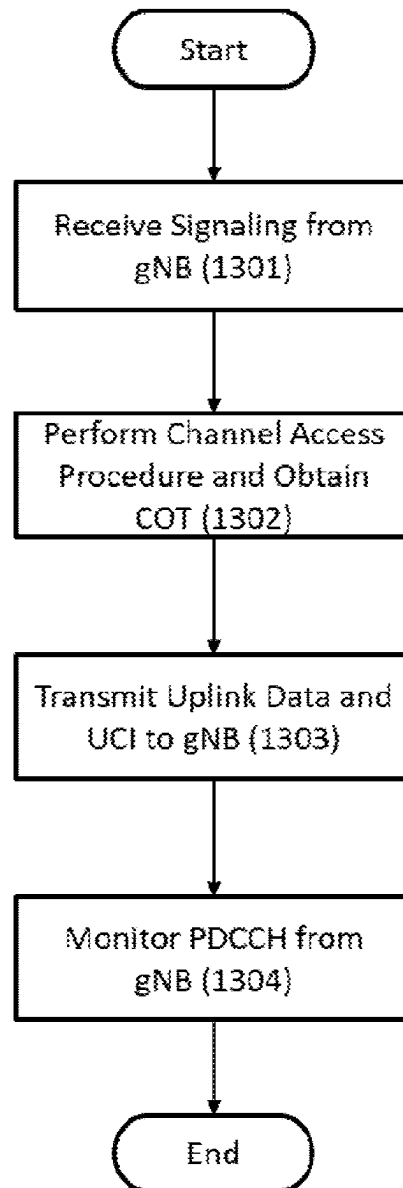 Start
Receive Signaling from
gNB (1301)
Perform Channel Access
Procedure and Obtain
COT (1302)
Transmit Uplink Data and
UCI to gNB (1303)
Monitor PDCCH from
gNB (1304)
End